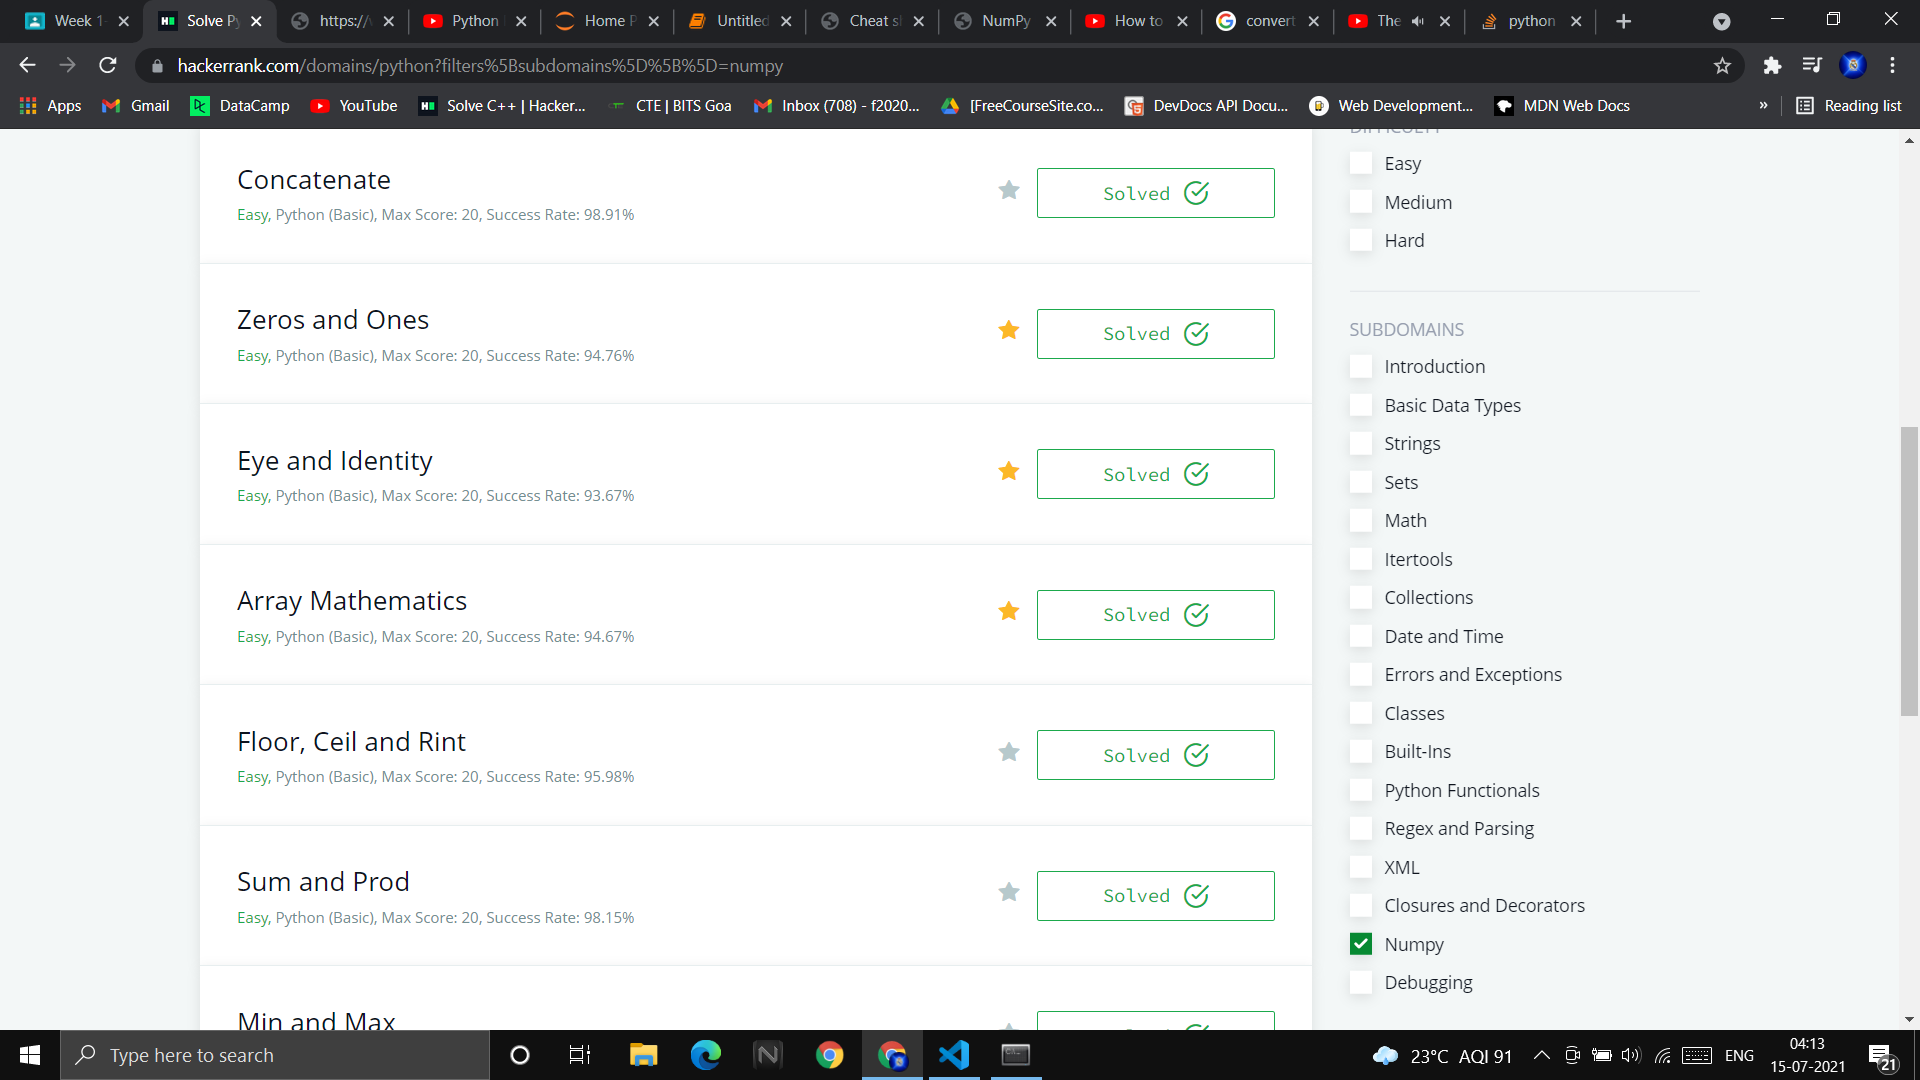 Week 1
Solve Py
https://
Python
Home P
Untitled
Cheat s
NumPy
How to
convert
The
python
hackerrank.com/domains/python?filters%5Bsubdomains%5D%5B%5D=numpy
Apps
Gmail
DataCamp
YouTube
Solve C++ | Hacker...
CTE | BITS Goa
Inbox (708) - f2020...
[FreeCourseSite.co...
DevDocs API Docu...
Web Development...
MDN Web Docs
»
Reading list
Concatenate
Easy, Python (Basic), Max Score: 20, Success Rate: 98.91%
Solved
Zeros and Ones
Easy, Python (Basic), Max Score: 20, Success Rate: 94.76%
Solved
Eye and Identity
Easy, Python (Basic), Max Score: 20, Success Rate: 93.67%
Solved
Array Mathematics
Easy, Python (Basic), Max Score: 20, Success Rate: 94.67%
Solved
Floor, Ceil and Rint
Easy, Python (Basic), Max Score: 20, Success Rate: 95.98%
Solved
Sum and Prod
Easy, Python (Basic), Max Score: 20, Success Rate: 98.15%
Solved
Min and Max
DIFFICULTY
Easy
Medium
Hard
SUBDOMAINS
Introduction
Basic Data Types
Strings
Sets
Math
Itertools
Collections
Date and Time
Errors and Exceptions
Classes
Built-Ins
Python Functionals
Regex and Parsing
XML
Closures and Decorators
Numpy
Debugging
Type here to search
23°C AQI 91
ENG
04:13
15-07-2021
21